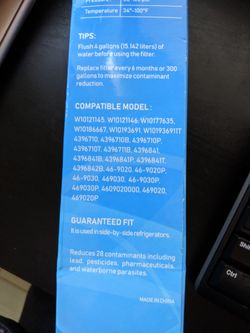 Temperature 34°-100°F
TIPS:
Flush 4 gallons (15.142 liters) of
water before using the filter.
Replace filter every 6 months or 300
gallons to maximize contaminant
reduction.
COMPATIBLE MODEL:
W10121145, W10121146, W10177635,
W10186667, W10193691, W10193691T
4396710, 4396710B, 4396710P,
4396710T, 4396711B, 4396841,
4396841B, 4396841P, 4396841T,
4396842B, 46-9020, 46-9020P,
46-9030, 469030, 46-9030P,
469030P, 4609020000, 469020,
469020P
GUARANTEED FIT
It is used in side-by-side refrigerators.
Reduces 28 contaminants including
lead, pesticides, pharmaceuticals,
and waterborne parasites.
MADE IN CHINA
Shift
Ctrl